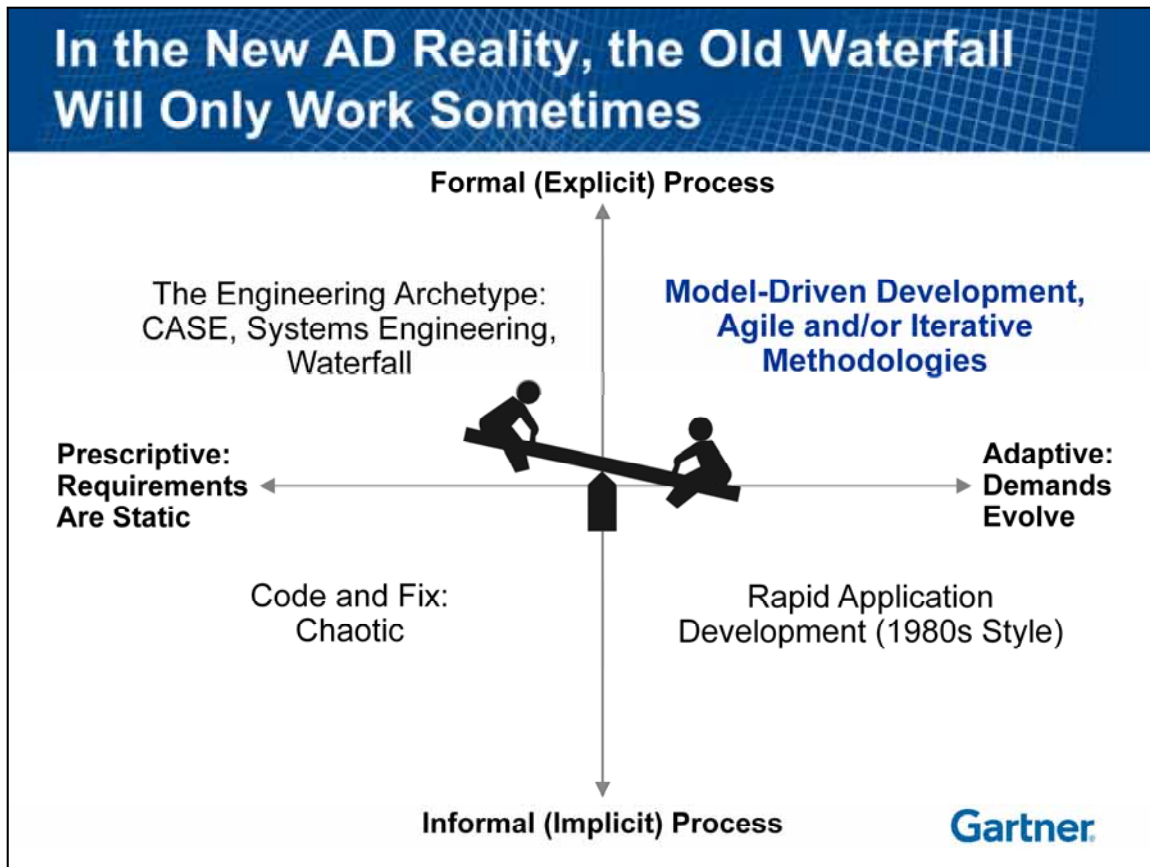 In the New AD Reality, the Old Waterfall
Will Only Work Sometimes
Formal (Explicit) Process
The Engineering Archetype:
CASE, Systems Engineering,
Waterfall
Model-Driven Development,
Agile and/or Iterative
Methodologies
Prescriptive:
Requirements
Are Static
Adaptive:
Demands
Evolve
Code and Fix:
Chaotic
Rapid Application
Development (1980s Style)
Informal (Implicit) Process
Gartner